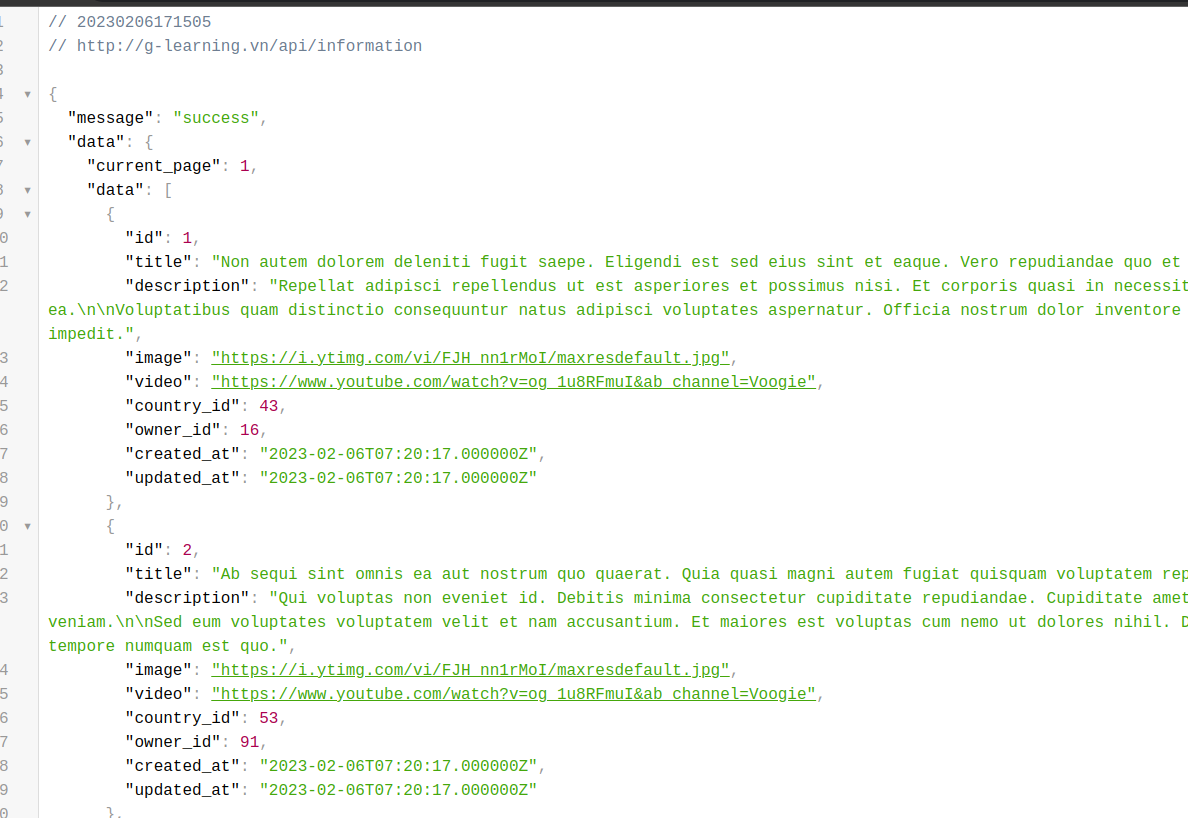 // 20230206171505
// http://g-learning.vn/api/information
{
"message": "success",
"data": {
"current_page": 1,
"data": [
{
"id": 1,
"title": "Non autem dolorem deleniti fugit saepe. Eligendi est sed eius sint et eaque. Vero repudiandae quo et
"description": "Repellat adipisci repellendus ut est asperiores et possimus nisi. Et corporis quasi in necessit
ea.\n\nVoluptatibus quam distinctio consequuntur natus adipisci voluptates aspernatur. Officia nostrum dolor inventore
impedit.",
"image": "https://i.ytimg.com/vi/FJH_nn1rMoI/maxresdefault.jpg",
"video": "https://www.youtube.com/watch?v=og_1u8RFmuI&ab_channel=Voogie",
"country_id": 43,
"owner_id": 16,
"created_at": "2023-02-06T07:20:17.000000Z",
"updated_at": "2023-02-06T07:20:17.000000Z"
},
{
"id": 2,
"title": "Ab sequi sint omnis ea aut nostrum quo quaerat. Quia quasi magni autem fugiat quisquam voluptatem rep
"description": "Qui voluptas non eveniet id. Debitis minima consectetur cupiditate repudiandae. Cupiditate amet
veniam.\n\nSed eum voluptates voluptatem velit et nam accusantium. Et maiores est voluptas cum nemo ut dolores nihil. D
tempore numquam est quo.",
"image": "https://i.ytimg.com/vi/FJH_nn1rMoI/maxresdefault.jpg",
"video": "https://www.youtube.com/watch?v=og_1u8RFmuI&ab_channel=Voogie",
"country_id": 53,
"owner_id": 91,
"created_at": "2023-02-06T07:20:17.000000Z",
"updated_at": "2023-02-06T07:20:17.000000Z"
},